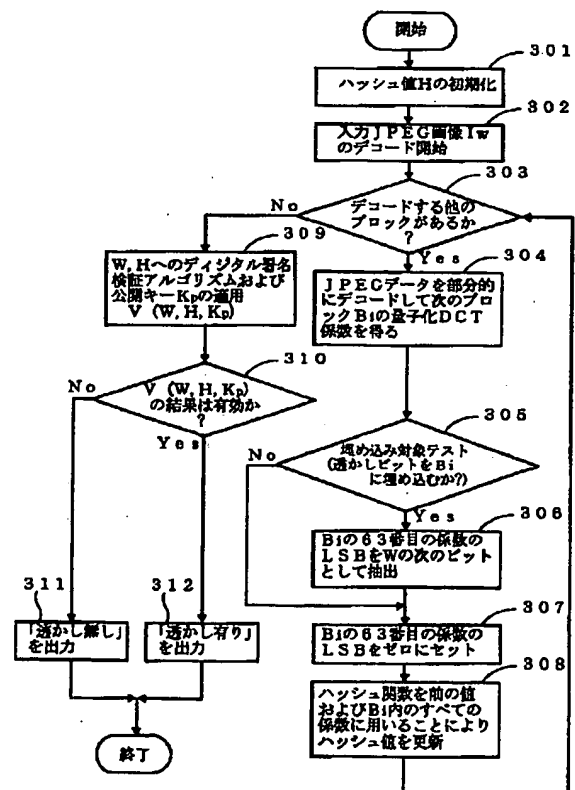 開始
301
ハッシュ値Hの初期化
302
入力JPEG画像Iw
のデコード開始
303
デコードする他の
ブロックがあるか
?
No
Yes
304
JPEGデータを部分的
にデコードして次のブロ
ックBiの量子化DCT
係数を得る
305
埋め込み対象テスト
(透かしビットをBi
に埋め込むか?)
No
Yes
306
Biの63番目の係数の
LSBをWの次のビット
として抽出
307
Biの63番目の係数の
LSBをゼロにセット
308
ハッシュ関数を前の値
およびBi内のすべての
係数に用いることにより
ハッシュ値を更新
309
W,Hへのディジタル署名
検証アルゴリズムおよび
公開キーKpの適用
V (W,H,Kp)
310
V (W,H,Kp)
の結果は有効か
?
No
Yes
311
「透かし無し」
を出力
312
「透かし有り」
を出力
終了